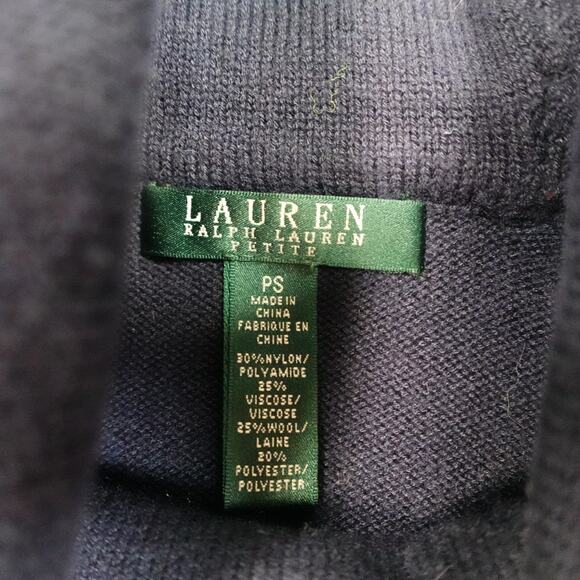 LAUREN
RALPH LAUREN
PETITE
PS
MADE IN
CHINA
FABRIQUE EN
CHINE
30%NYLON/
POLYAMIDE
25%
VISCOSE/
VISCOSE
25%WOOL/
LAINE
20%
POLYESTER/
POLYESTER